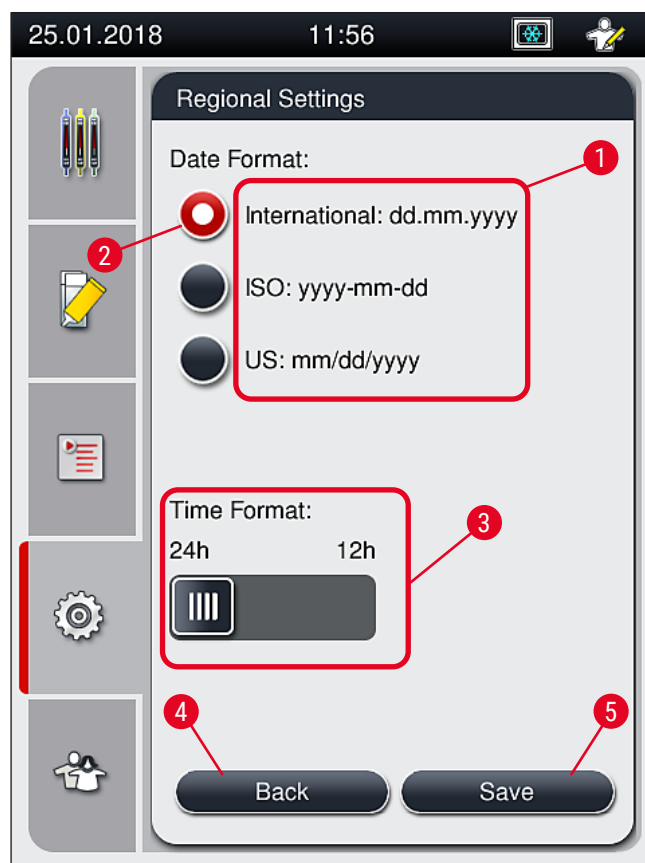 25.01.2018 11:56
Regional Settings
Date Format:
1
International: dd.mm.yyyy
2
ISO: yyyy-mm-dd
US: mm/dd/yyyy
Time Format:
3
24h 12h
4 5
Back Save